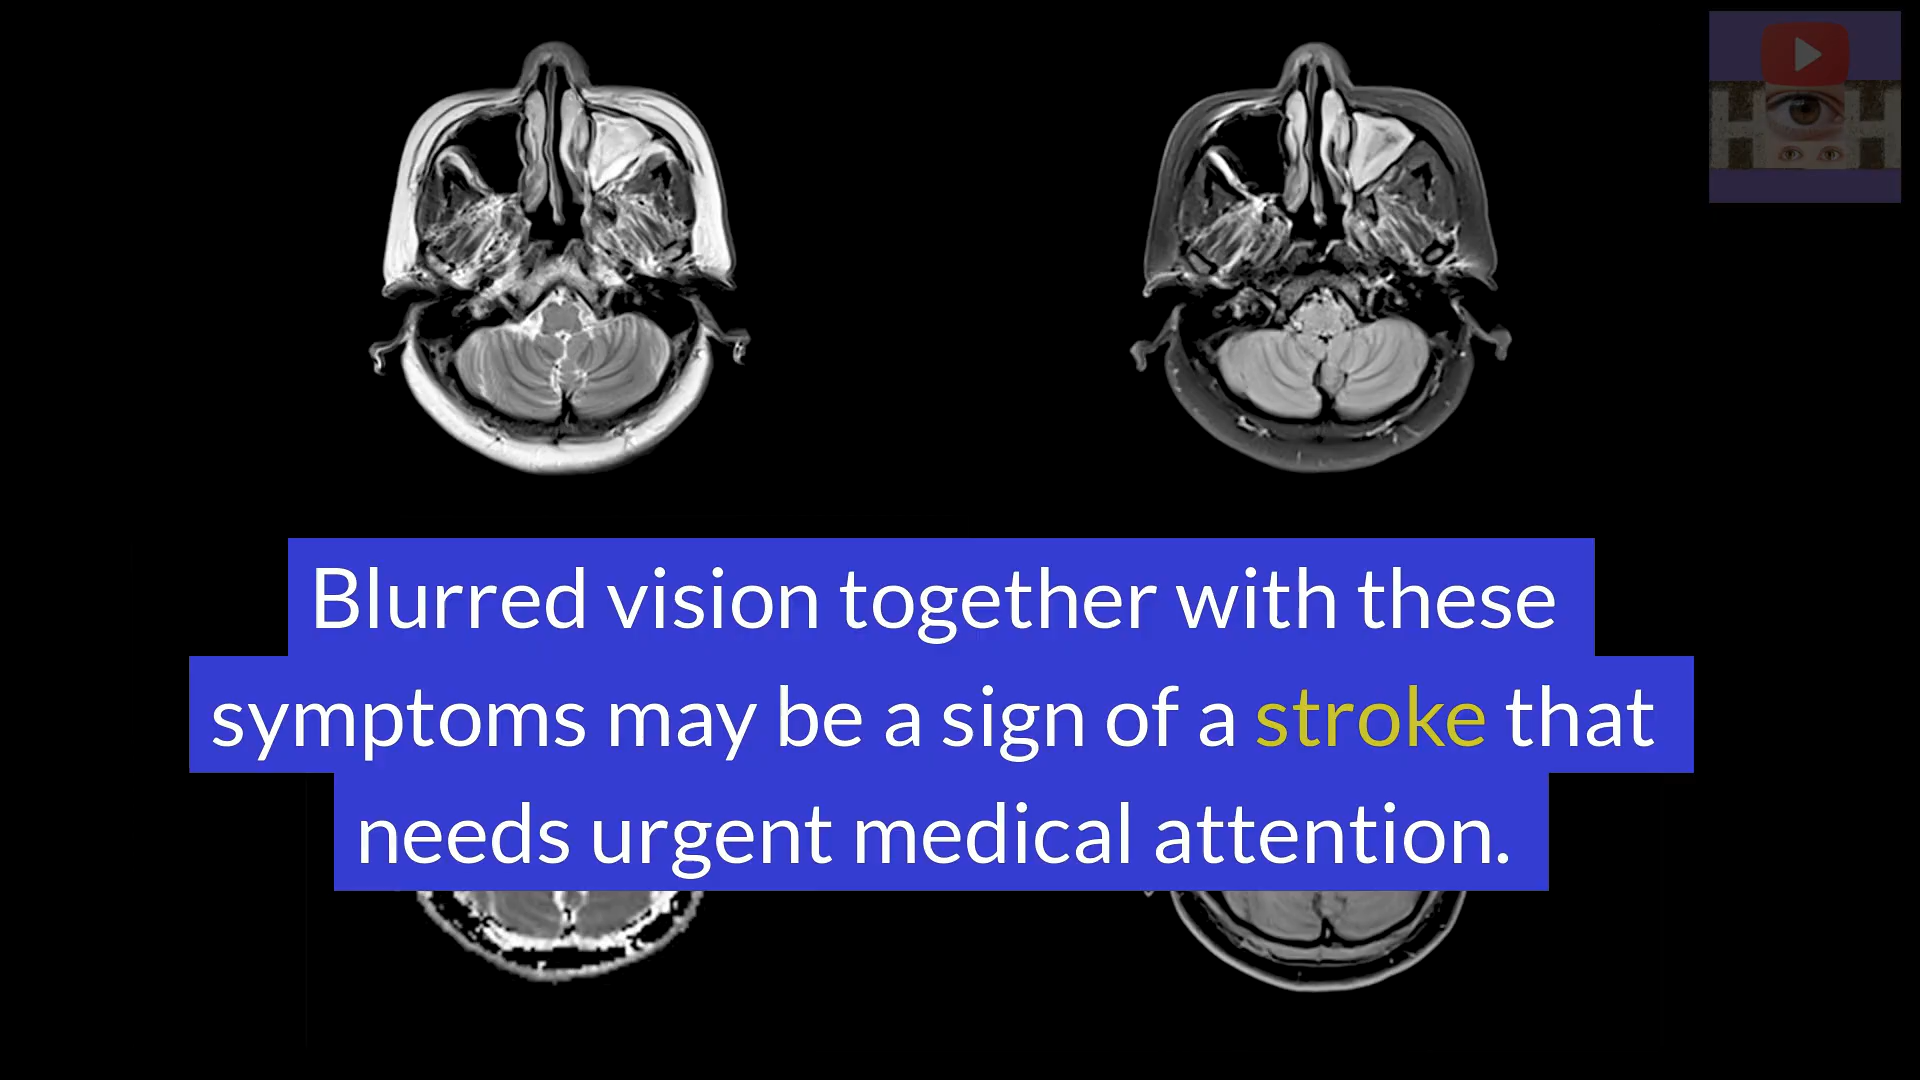 Blurred vision together with these
symptoms may be a sign of a stroke that
needs urgent medical attention.